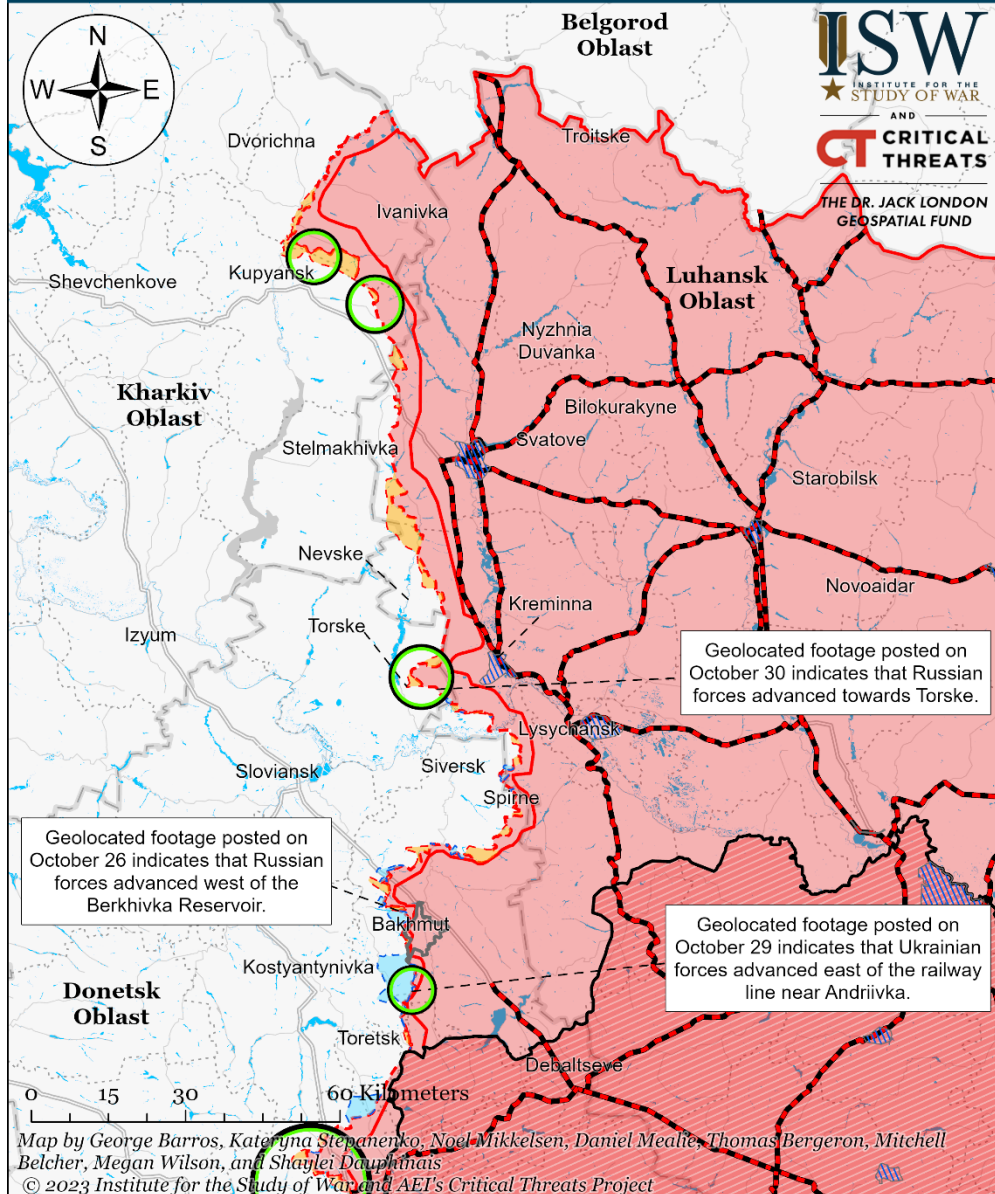 N
W E
S
Belgorod
Oblast
ISW
INSTITUTE FOR THE
STUDY OF WAR
AND
CT CRITICAL
THREATS
THE DR. JACK LONDON
GEOSPATIAL FUND
Dvorichna
Troitske
Ivanivka
Kupyansk
Shevchenkove
Luhansk
Oblast
Nyzhnia
Duvanka
Kharkiv
Oblast
Bilokurakyne
Stelmakhivka
Svatove
Starobilsk
Nevske
Novoaidar
Kreminna
Torske
Izyum
Geolocated footage posted on
October 30 indicates that Russian
forces advanced towards Torske.
Lysychansk
Siversk
Sloviansk
Spirne
Geolocated footage posted on
October 26 indicates that Russian
forces advanced west of the
Berkhivka Reservoir.
Bakhmut
Geolocated footage posted on
October 29 indicates that Ukrainian
forces advanced east of the railway
line near Andriivka.
Kostyantynivka
Donetsk
Oblast
Toretsk
Debaltseve
0 15 30 60 Kilometers
Map by George Barros, Kateryna Stepanenko, Noel Mikkelsen, Daniel Mealie, Thomas Bergeron, Mitchell
Belcher, Megan Wilson, and Shaylei Dauphinais
© 2023 Institute for the Study of War and AEI's Critical Threats Project